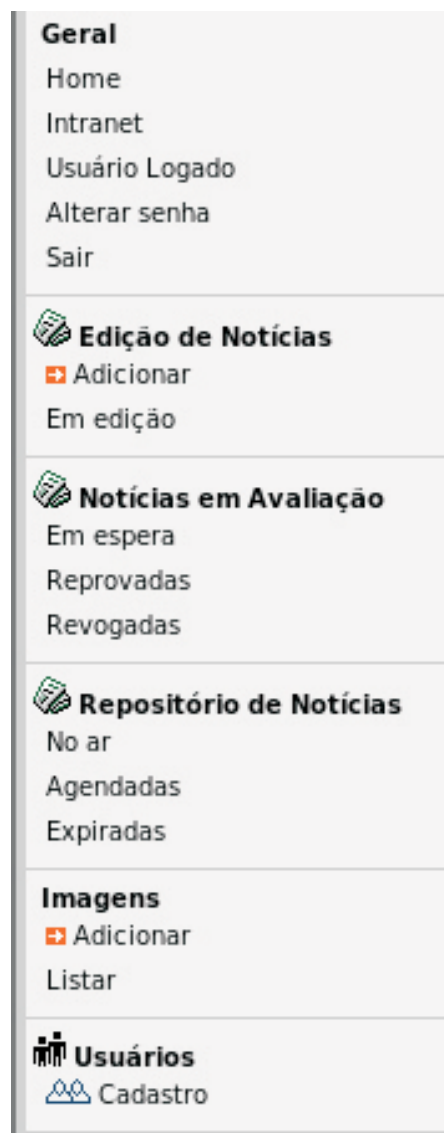 Geral
Home
Intranet
Usuário Logado
Alterar senha
Sair
Edição de Notícias
Adicionar
Em edição
Notícias em Avaliação
Em espera
Reprovadas
Revogadas
Repositório de Notícias
No ar
Agendadas
Expiradas
Imagens
Adicionar
Listar
Usuários
Cadastro